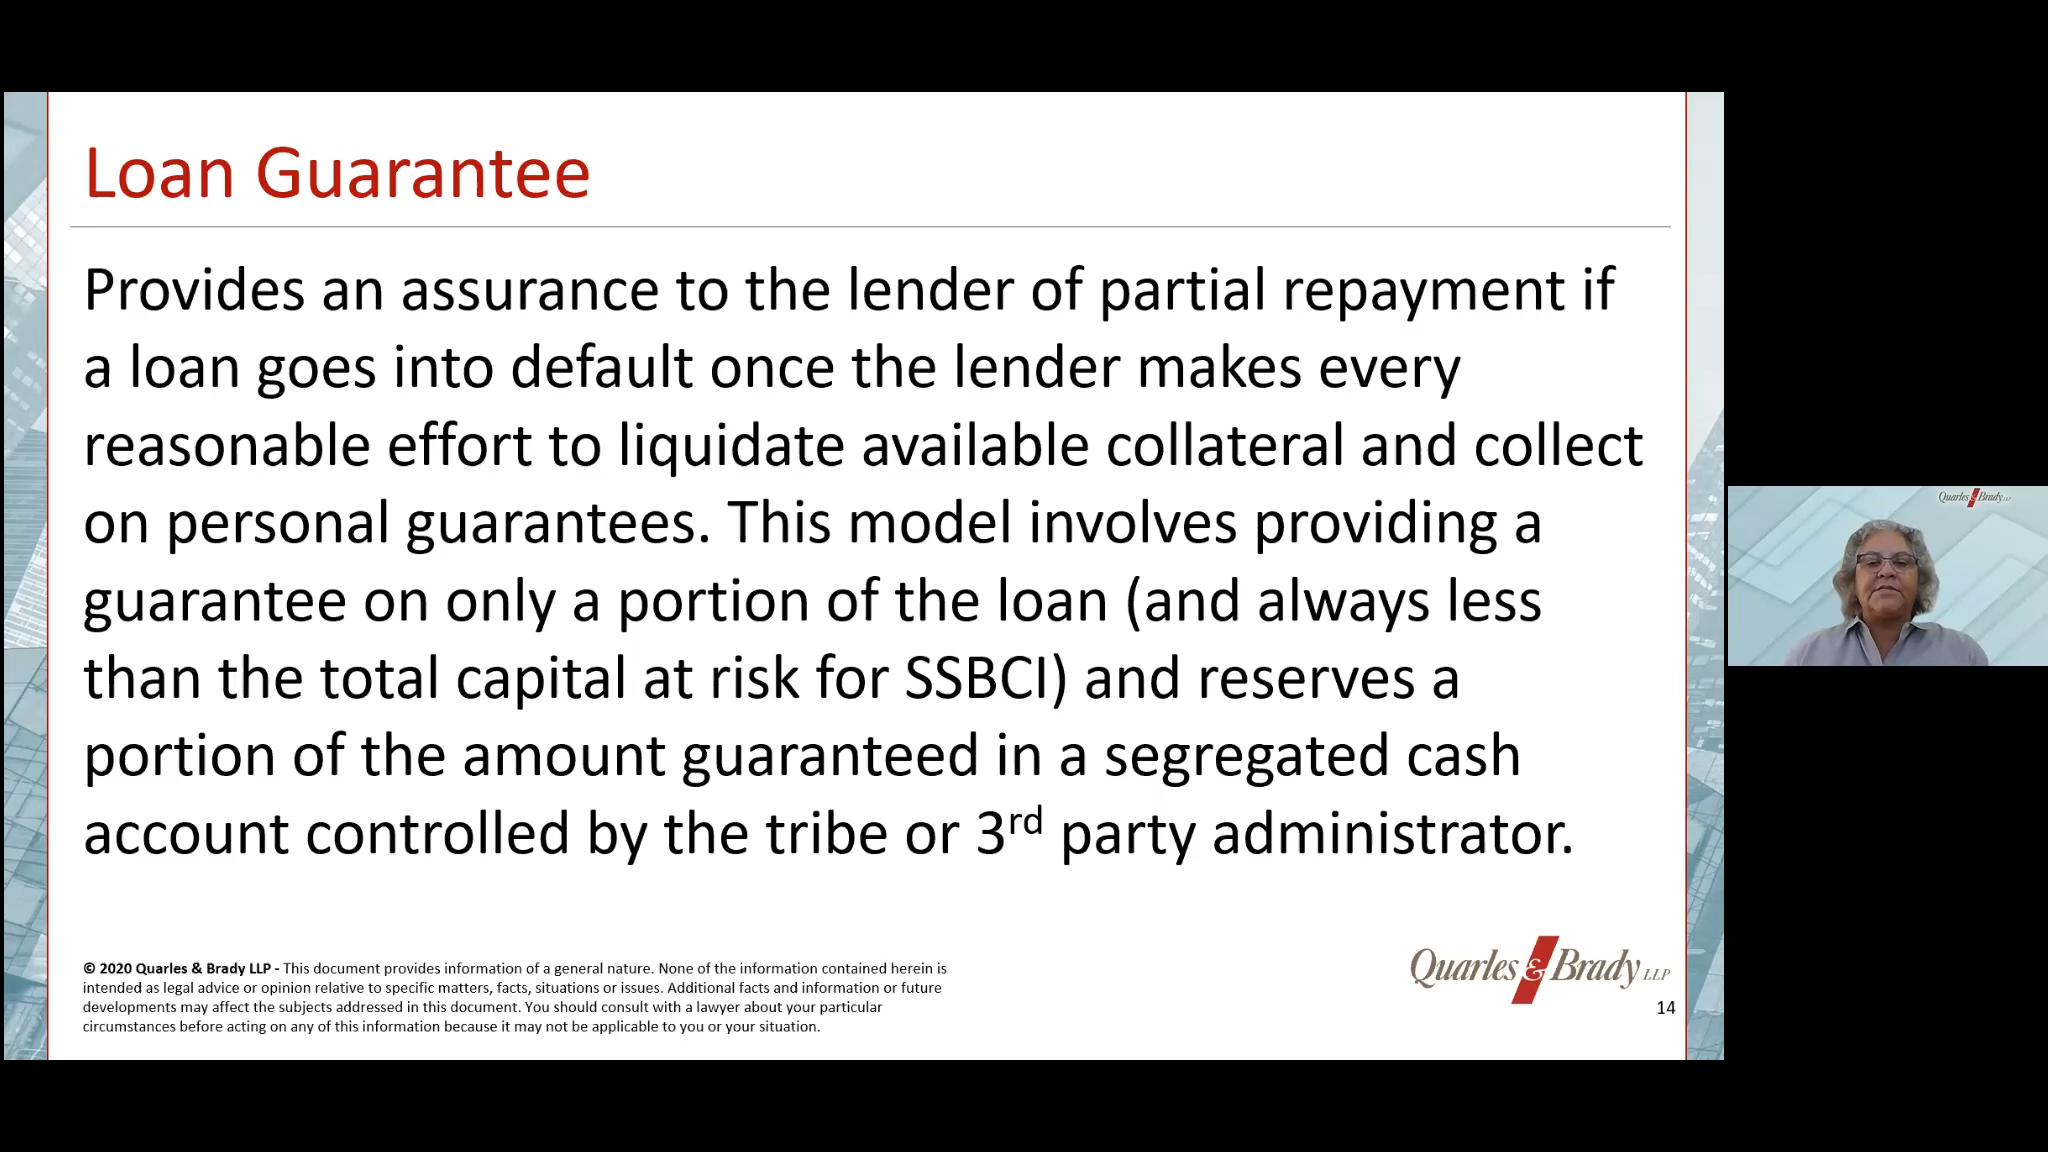 Loan Guarantee
Provides an assurance to the lender of partial repayment if
a loan goes into default once the lender makes every
reasonable effort to liquidate available collateral and collect
on personal guarantees. This model involves providing a
guarantee on only a portion of the loan (and always less
than the total capital at risk for SSBCI) and reserves a
portion of the amount guaranteed in a segregated cash
account controlled by the tribe or 3rd party administrator.
© 2020 Quarles & Brady LLP - This document provides information of a general nature. None of the information contained herein is
intended as legal advice or opinion relative to specific matters, facts, situations or issues. Additional facts and information or future
developments may affect the subjects addressed in this document. You should consult with a lawyer about your particular
circumstances before acting on any of this information because it may not be applicable to you or your situation.
Quarles & Brady LLP
14
Quarles & Brady LLP